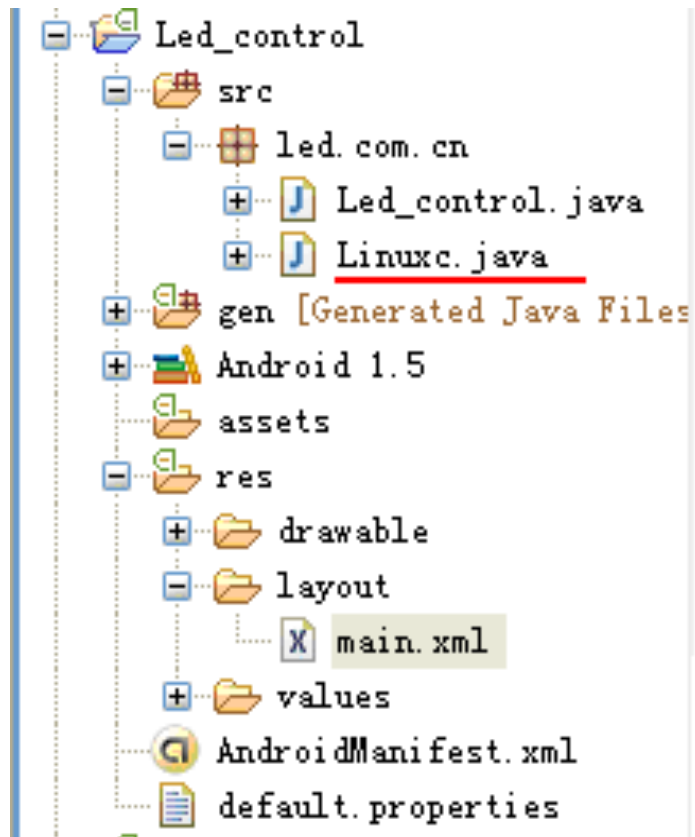 Led_control
src
led.com.cn
Led_control.java
Linuxc.java
gen [Generated Java Files
Android 1.5
assets
res
drawable
layout
main.xml
values
AndroidManifest.xml
default.properties